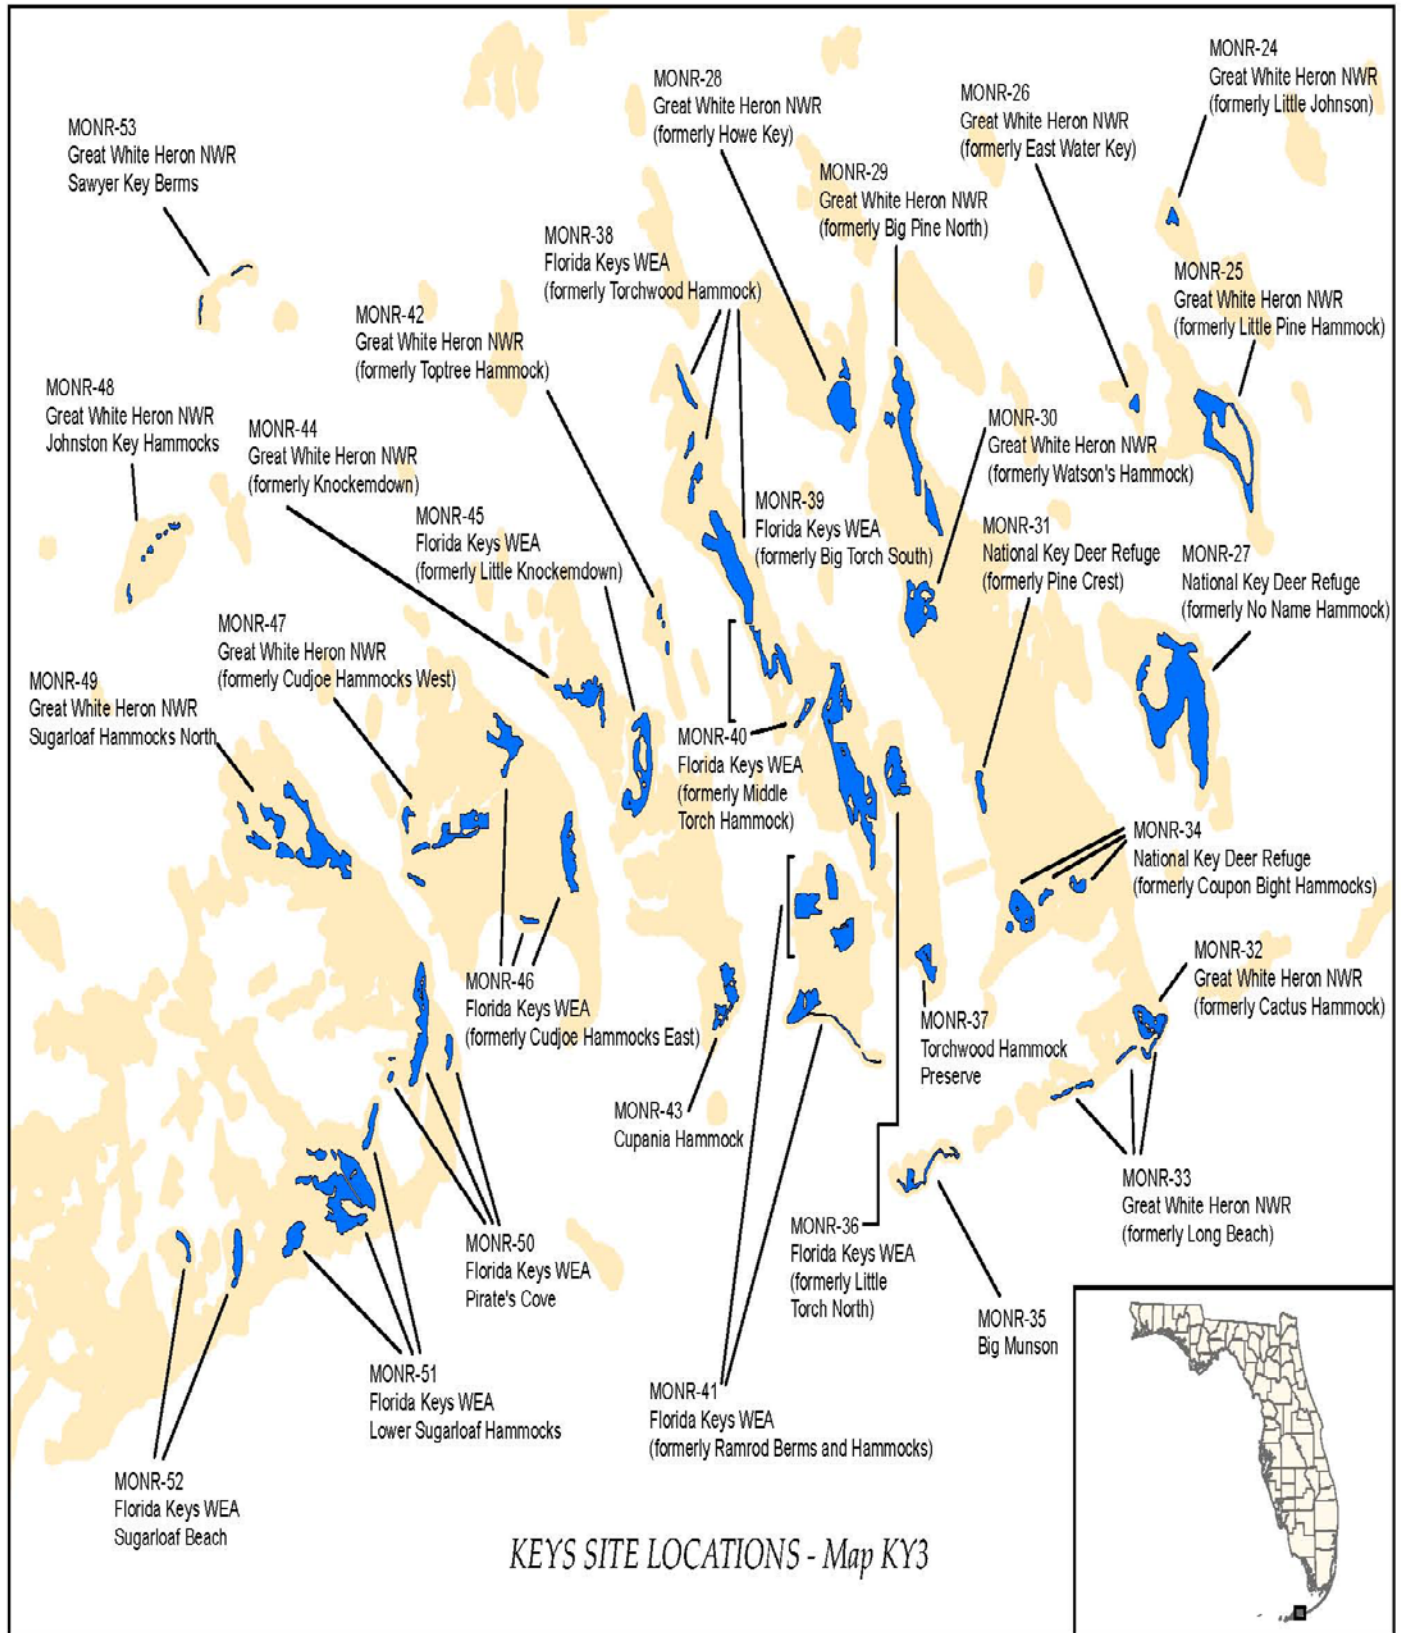 MONR-24
Great White Heron NWR
(formerly Little Johnson)
MONR-28
Great White Heron NWR
(formerly Howe Key)
MONR-26
Great White Heron NWR
(formerly East Water Key)
MONR-53
Great White Heron NWR
Sawyer Key Berms
MONR-29
Great White Heron NWR
(formerly Big Pine North)
MONR-38
Florida Keys WEA
(formerly Torchwood Hammock)
MONR-25
Great White Heron NWR
(formerly Little Pine Hammock)
MONR-42
Great White Heron NWR
(formerly Toptree Hammock)
MONR-48
Great White Heron NWR
Johnston Key Hammocks
MONR-44
Great White Heron NWR
(formerly Knockemdown)
MONR-30
Great White Heron NWR
(formerly Watson's Hammock)
MONR-39
Florida Keys WEA
(formerly Big Torch South)
MONR-45
Florida Keys WEA
(formerly Little Knockemdown)
MONR-31
National Key Deer Refuge
(formerly Pine Crest)
MONR-27
National Key Deer Refuge
(formerly No Name Hammock)
MONR-47
Great White Heron NWR
(formerly Cudjoe Hammocks West)
MONR-49
Great White Heron NWR
Sugarloaf Hammocks North
MONR-40
Florida Keys WEA
(formerly Middle
Torch Hammock)
MONR-34
National Key Deer Refuge
(formerly Coupon Bight Hammocks)
MONR-32
Great White Heron NWR
(formerly Cactus Hammock)
MONR-46
Florida Keys WEA
(formerly Cudjoe Hammocks East)
MONR-37
Torchwood Hammock
Preserve
MONR-43
Cupania Hammock
MONR-33
Great White Heron NWR
(formerly Long Beach)
MONR-36
Florida Keys WEA
(formerly Little
Torch North)
MONR-50
Florida Keys WEA
Pirate's Cove
MONR-35
Big Munson
MONR-51
Florida Keys WEA
Lower Sugarloaf Hammocks
MONR-41
Florida Keys WEA
(formerly Ramrod Berms and Hammocks)
MONR-52
Florida Keys WEA
Sugarloaf Beach
KEYS SITE LOCATIONS - Map KY3